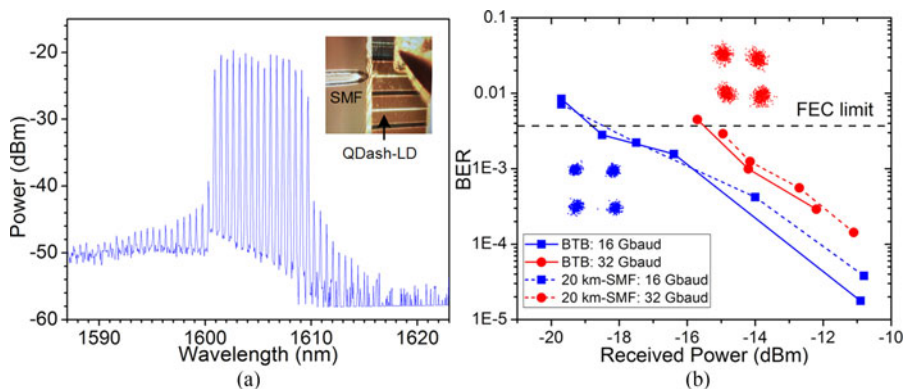 -20
-30
-40
-50
-60
Power (dBm)
SMF
QDash-LD
1590
1600
1610
1620
Wavelength (nm)
(a)
0.1
0.01
1E-3
1E-4
1E-5
BER
FEC limit
BTB: 16 Gbaud
BTB: 32 Gbaud
20 km-SMF: 16 Gbaud
20 km-SMF: 32 Gbaud
-20
-18
-16
-14
-12
-10
Received Power (dBm)
(b)